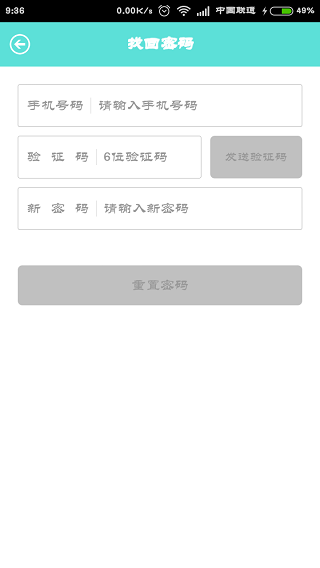 9:36 0.00K/s 中国联通 49%
找回密码
手机号码 请输入手机号码
验证码 6位验证码 发送验证码
新密码 请输入新密码
重置密码